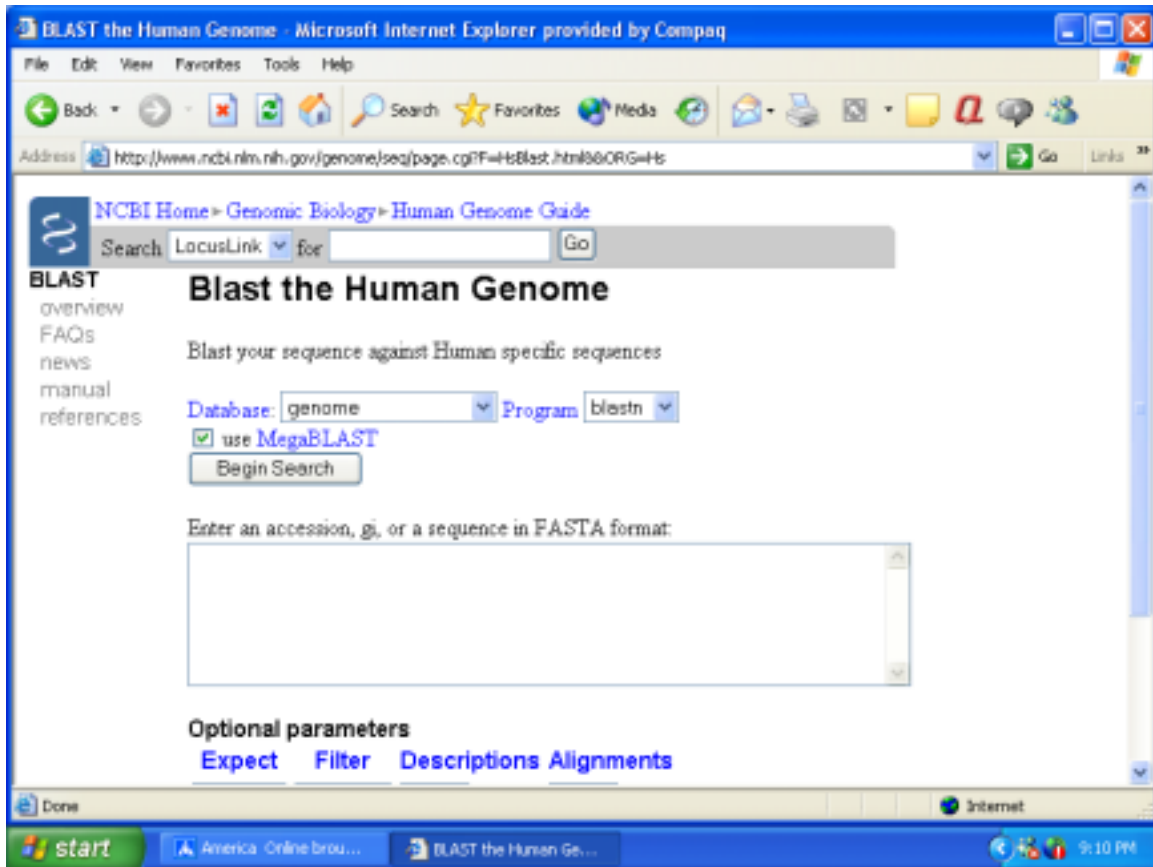 BLAST the Human Genome - Microsoft Internet Explorer provided by Compaq
File Edit View Favorites Tools Help
Back Search Favorites Media
Address http://www.ncbi.nlm.nih.gov/genome/seq/page.cgi?F=HsBlast.html&&ORG=Hs Go Links »
NCBI Home ▸ Genomic Biology ▸ Human Genome Guide
Search LocusLink for Go
BLAST
overview
FAQs
news
manual
references
Blast the Human Genome
Blast your sequence against Human specific sequences
Database: genome Program blastn
use MegaBLAST
Begin Search
Enter an accession, gi, or a sequence in FASTA format:
Optional parameters
Expect Filter Descriptions Alignments
Done Internet
start America Online brou... BLAST the Human Ge... 9:10 PM